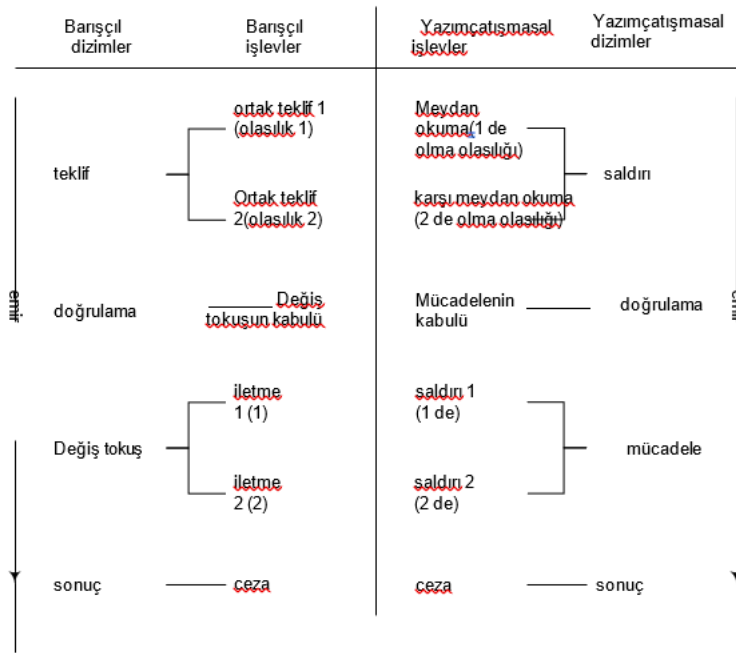 Barışçıl
dizimler
Barışçıl
işlevler
Yazımçatışmasal
işlevler
Yazımçatışmasal
dizimler
ortak teklif 1
(olasılık 1)
Meydan
okuma(1 de
olma olasılığı)
teklif
saldırı
Ortak teklif
2(olasılık 2)
karşı meydan okuma
(2 de olma olasılığı)
emir
doğrulama
Değiş
tokuşun kabulü
Mücadelenin
kabulü
doğrulama
emir
iletme
1 (1)
saldırı 1
(1 de)
Değiş tokuş
mücadele
iletme
2 (2)
saldırı 2
(2 de)
sonuç
ceza
ceza
sonuç